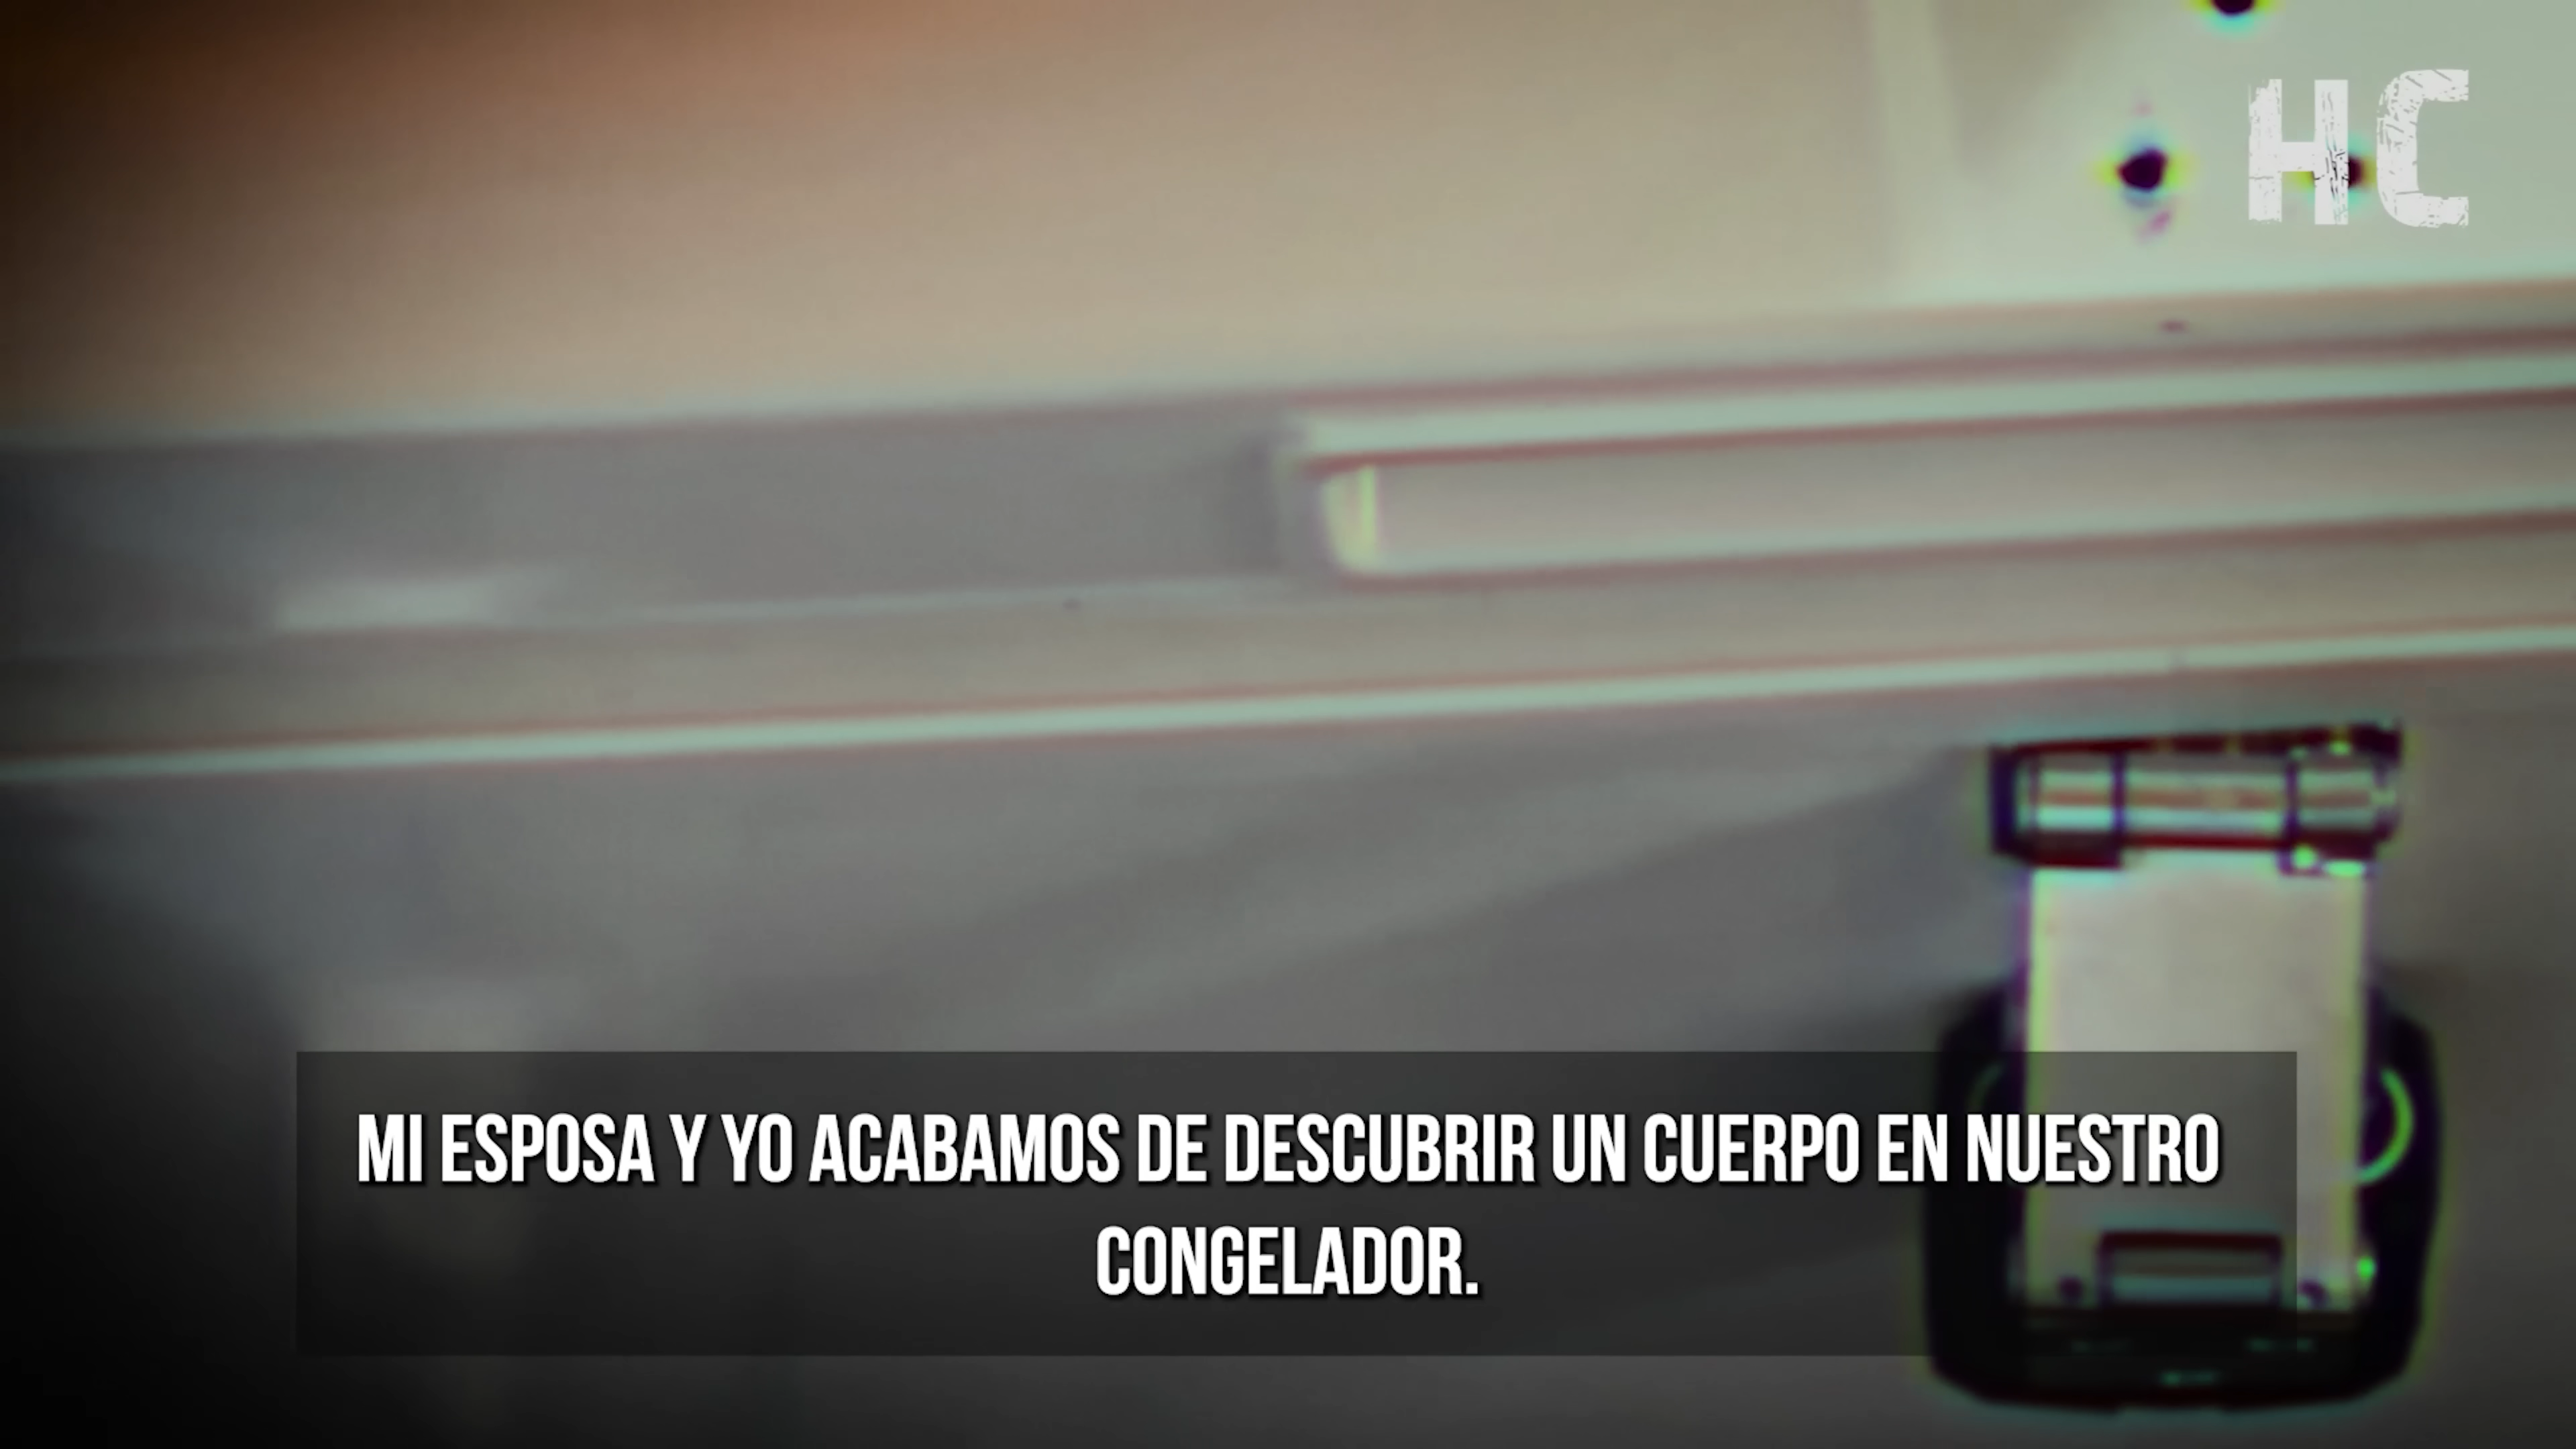 HC
MI ESPOSA Y YO ACABAMOS DE DESCUBRIR UN CUERPO EN NUESTRO
CONGELADOR.